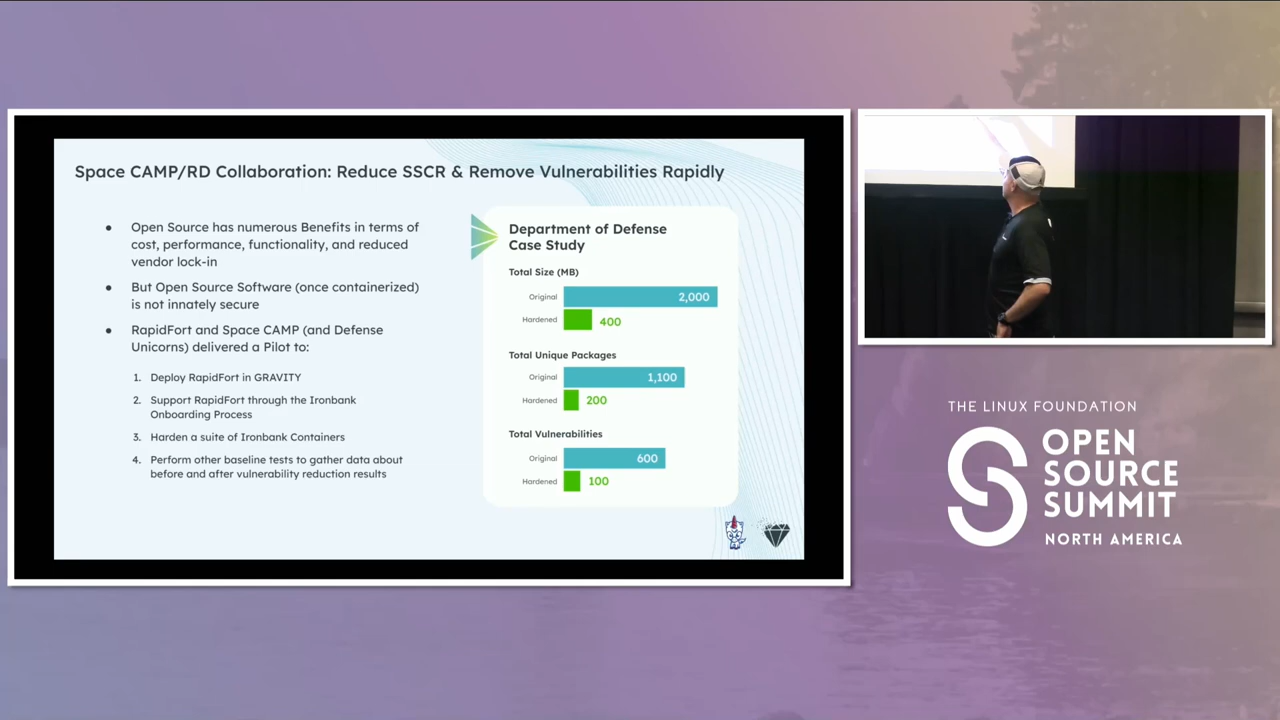 Space CAMP/RD Collaboration: Reduce SSCR & Remove Vulnerabilities Rapidly
● Open Source has numerous Benefits in terms of
cost, performance, functionality, and reduced
vendor lock-in
● But Open Source Software (once containerized)
is not innately secure
● RapidFort and Space CAMP (and Defense
Unicorns) delivered a Pilot to:
1. Deploy RapidFort in GRAVITY
2. Support RapidFort through the Ironbank
Onboarding Process
3. Harden a suite of Ironbank Containers
4. Perform other baseline tests to gather data about
before and after vulnerability reduction results
Department of Defense
Case Study
Total Size (MB)
Original 2,000
Hardened 400
Total Unique Packages
Original 1,100
Hardened 200
Total Vulnerabilities
Original 600
Hardened 100
THE LINUX FOUNDATION
OPEN
SOURCE
SUMMIT
NORTH AMERICA